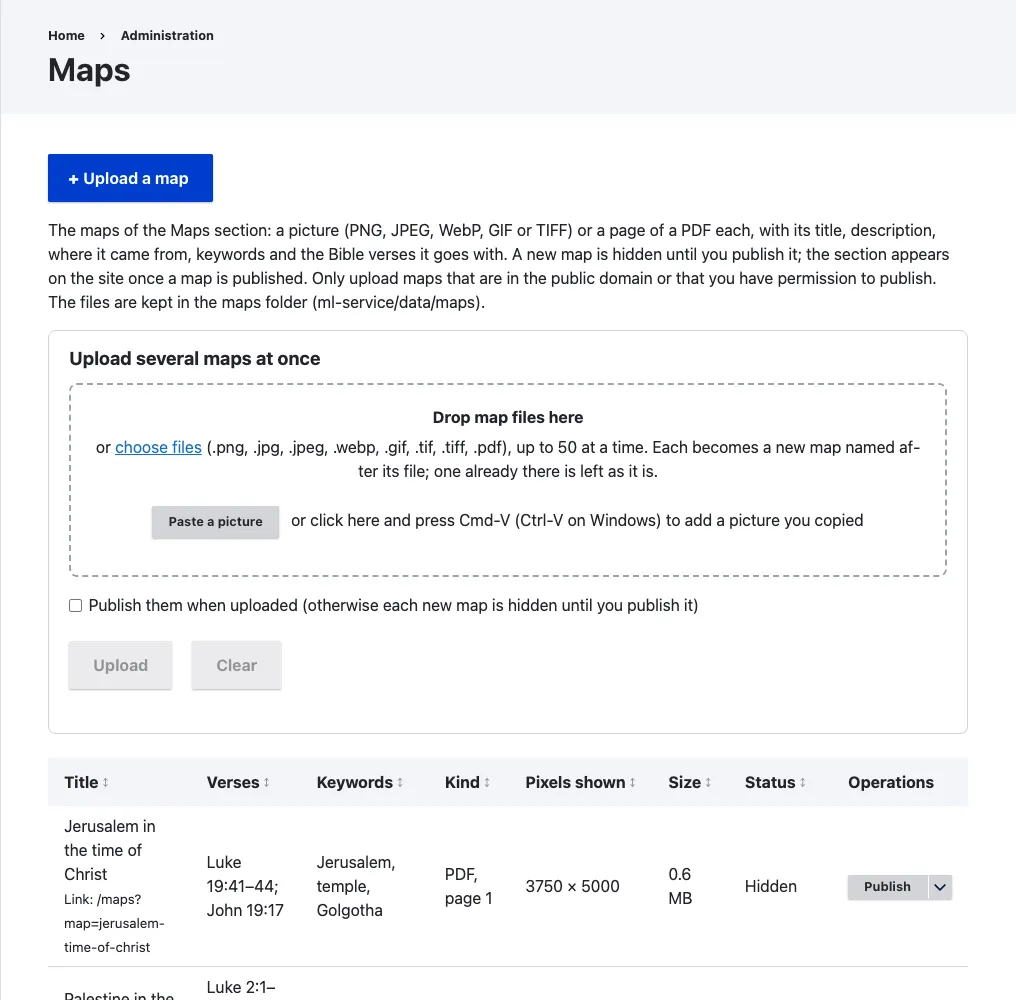 Home › Administration
Maps
+ Upload a map
The maps of the Maps section: a picture (PNG, JPEG, WebP, GIF or TIFF) or a page of a PDF each, with its title, description,
where it came from, keywords and the Bible verses it goes with. A new map is hidden until you publish it; the section appears
on the site once a map is published. Only upload maps that are in the public domain or that you have permission to publish.
The files are kept in the maps folder (ml-service/data/maps).
Upload several maps at once
Drop map files here
or choose files (.png, .jpg, .jpeg, .webp, .gif, .tif, .tiff, .pdf), up to 50 at a time. Each becomes a new map named af-
ter its file; one already there is left as it is.
Paste a picture or click here and press Cmd-V (Ctrl-V on Windows) to add a picture you copied
Publish them when uploaded (otherwise each new map is hidden until you publish it)
Upload Clear
Title ↕ Verses ↕ Keywords ↕ Kind ↕ Pixels shown ↕ Size ↕ Status ↕ Operations
Jerusalem in
the time of
Christ
Link: /maps?
map=jerusalem-
time-of-christ
Luke
19:41–44;
John 19:17
Jerusalem,
temple,
Golgotha
PDF,
page 1
3750 × 5000
0.6
MB
Hidden
Publish
Palestine in the
Luke 2:1–